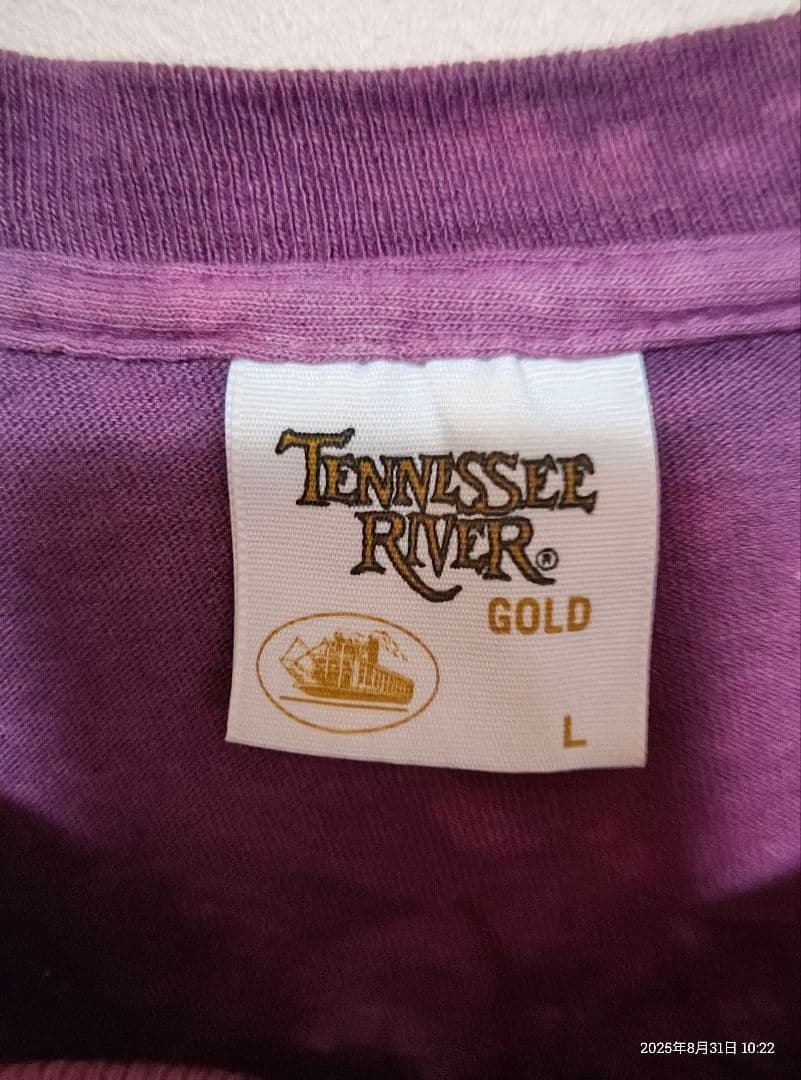 TENNESSEE
RIVER®
GOLD
L
2025年8月31日 10:22